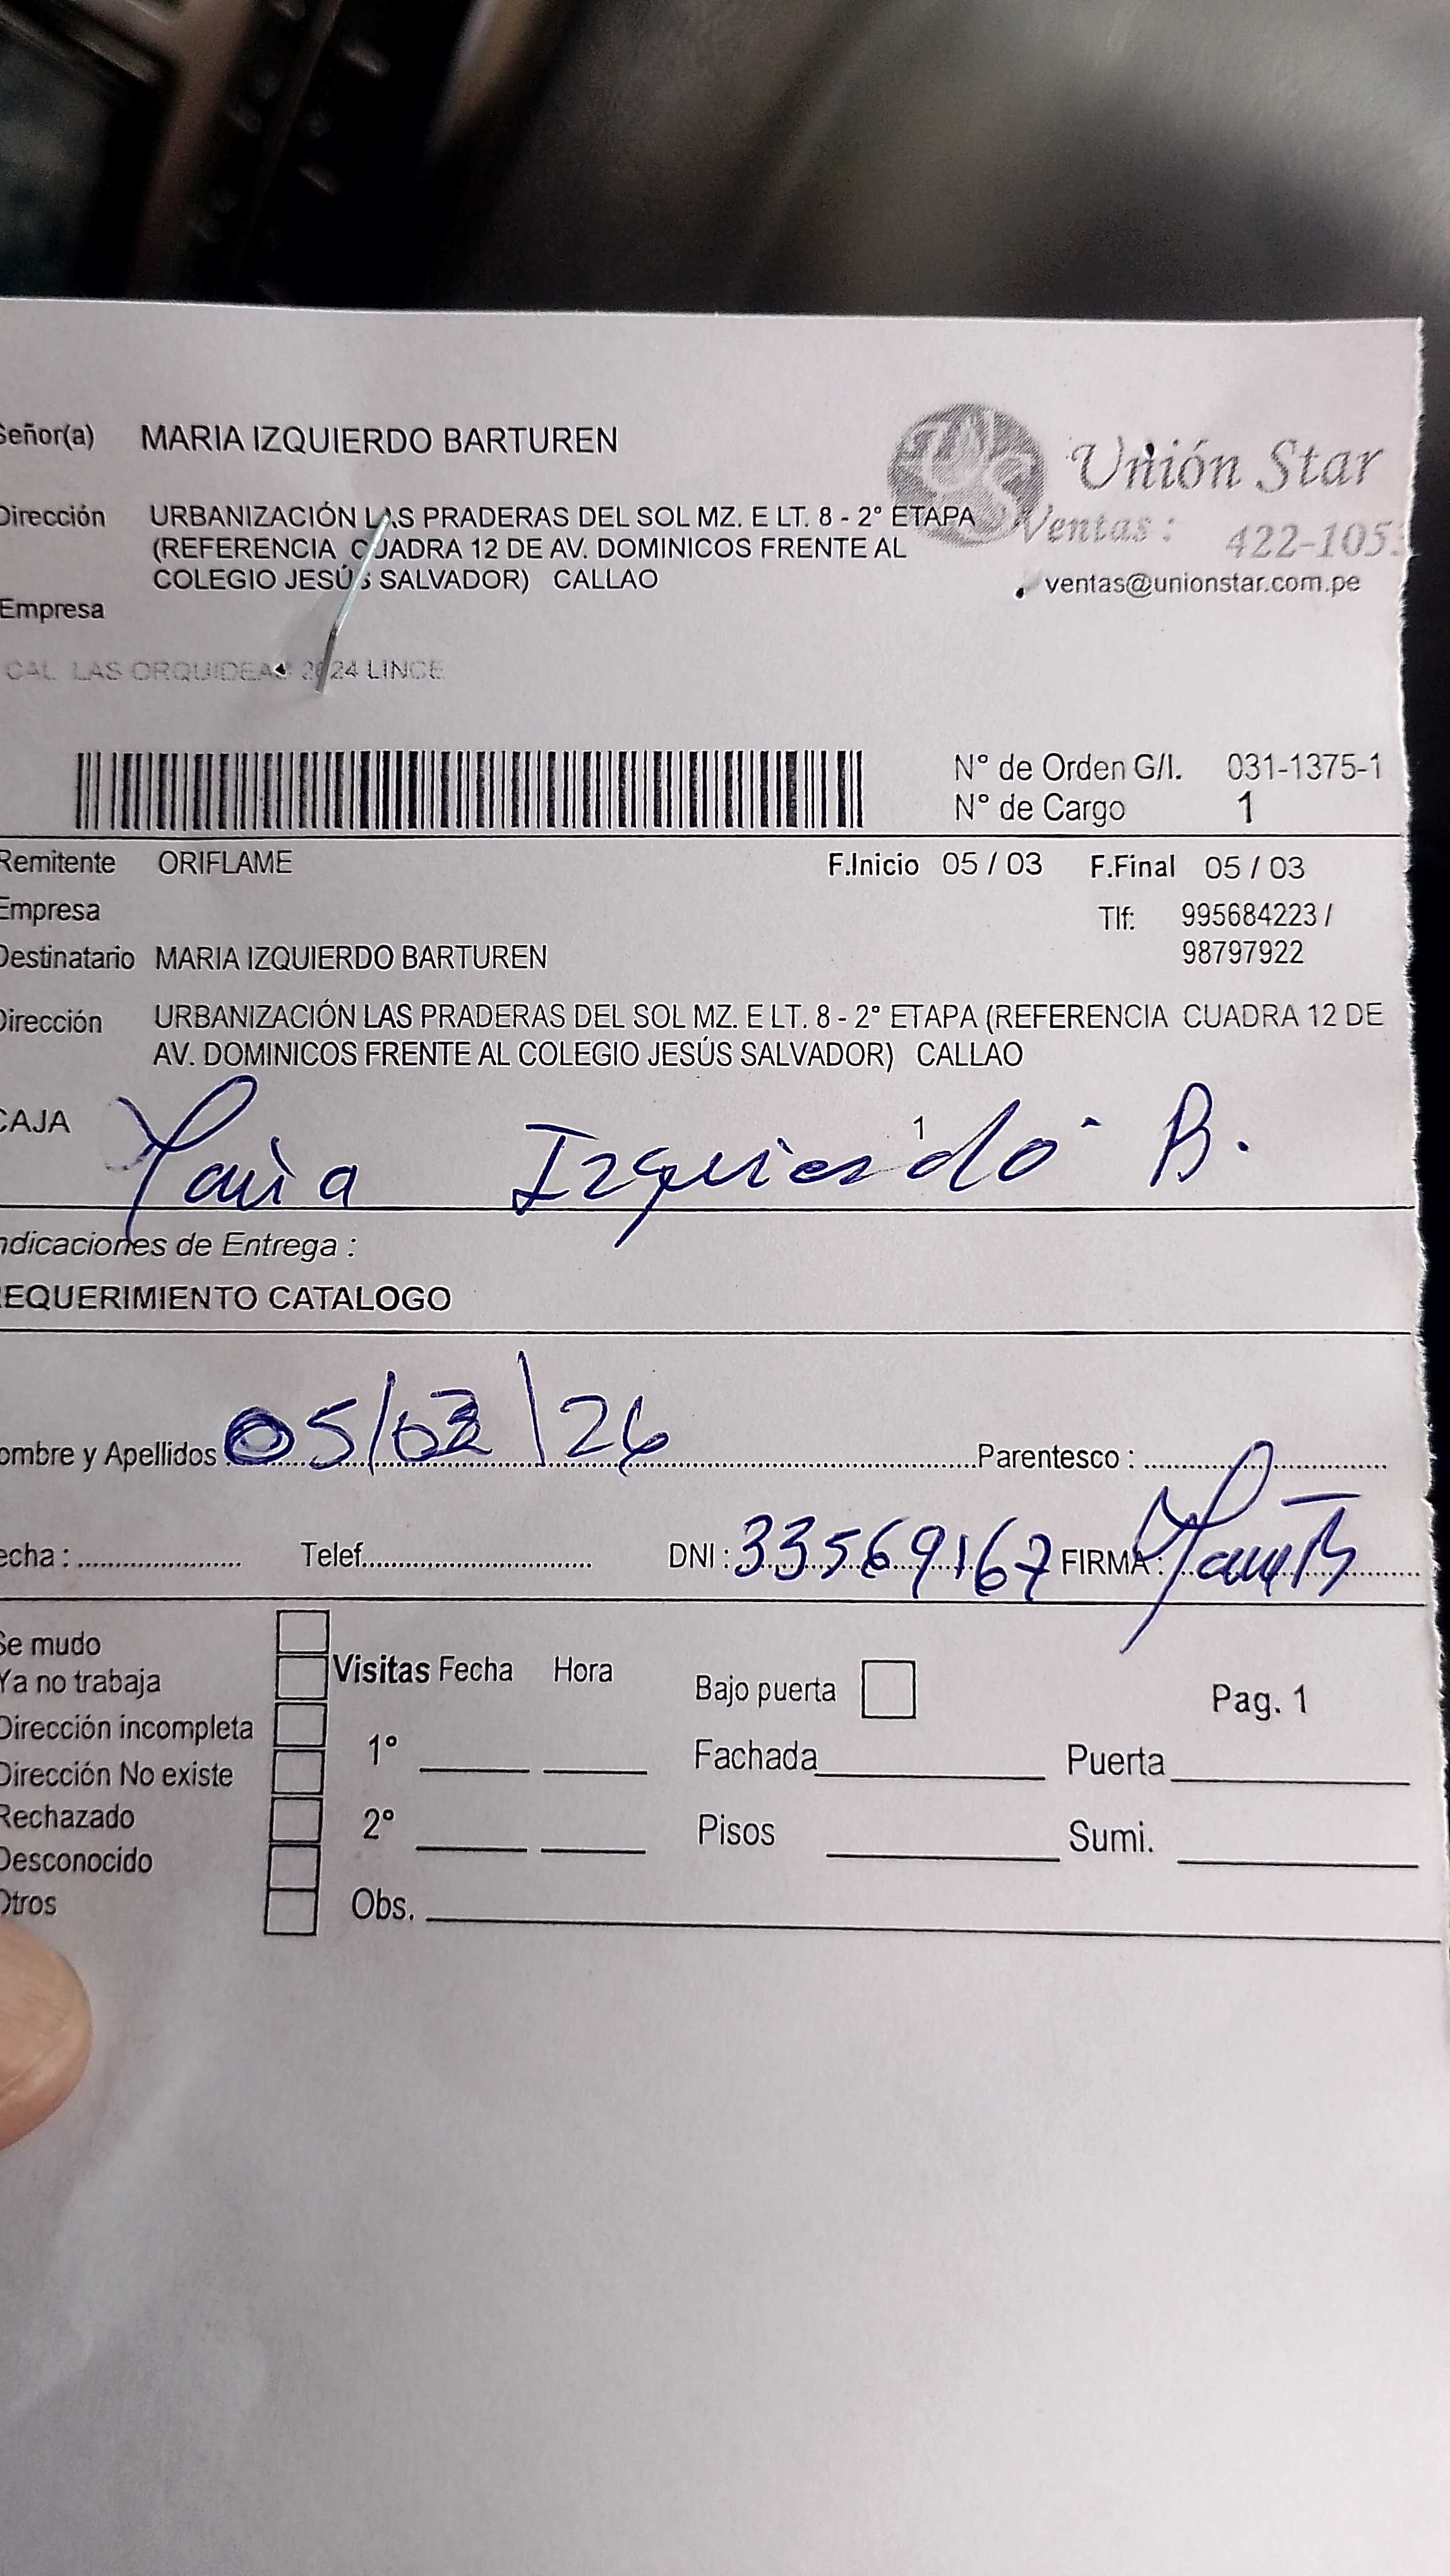 Señor(a) MARIA IZQUIERDO BARTUREN
Unión Star
Dirección URBANIZACIÓN LAS PRADERAS DEL SOL MZ. E LT. 8 - 2° ETAPA
Ventas : 422-105
(REFERENCIA CUADRA 12 DE AV. DOMINICOS FRENTE AL
COLEGIO JESÚS SALVADOR) CALLAO
ventas@unionstar.com.pe
Empresa
CAL LAS ORQUIDEAS 2024 LINCE
N° de Orden G/I. 031-1375-1
N° de Cargo 1
Remitente ORIFLAME F.Inicio 05 / 03 F.Final 05 / 03
Empresa Tlf: 995684223 /
98797922
Destinatario MARIA IZQUIERDO BARTUREN
Dirección URBANIZACIÓN LAS PRADERAS DEL SOL MZ. E LT. 8 - 2° ETAPA (REFERENCIA CUADRA 12 DE
AV. DOMINICOS FRENTE AL COLEGIO JESÚS SALVADOR) CALLAO
CAJA 1
Maria Izquierdo B.
ndicaciones de Entrega :
REQUERIMIENTO CATALOGO
ombre y Apellidos 05/03/26 Parentesco :
echa : Telef. DNI : 33569167 FIRMA :
Se mudo
Ya no trabaja
Dirección incompleta
Dirección No existe
Rechazado
Desconocido
Otros
Visitas Fecha Hora
1°
2°
Obs.
Bajo puerta Pag. 1
Fachada Puerta
Pisos Sumi.